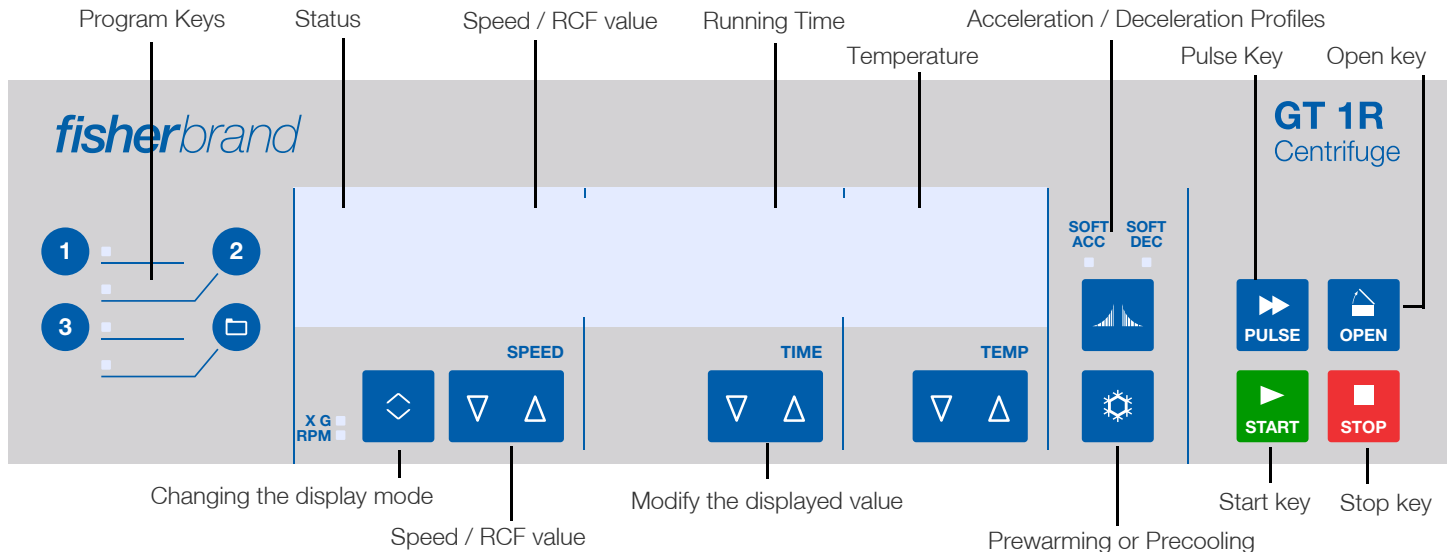 Program Keys
Status
Speed / RCF value
Running Time
Acceleration / Deceleration Profiles
Temperature
Pulse Key
Open key
fisherbrand
GT 1R
Centrifuge
1
2
3
SOFT ACC
SOFT DEC
SPEED
TIME
TEMP
X G
RPM
PULSE
OPEN
START
STOP
Changing the display mode
Speed / RCF value
Modify the displayed value
Prewarming or Precooling
Start key
Stop key